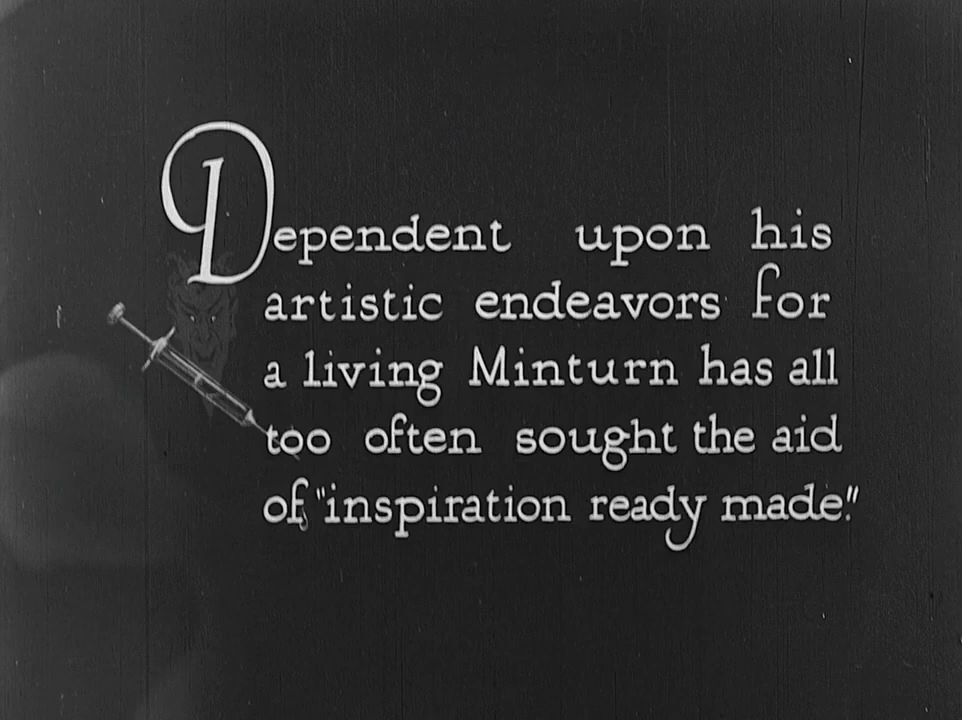 Dependent upon his
artistic endeavors for
a living Minturn has all
too often sought the aid
of, "inspiration ready made."